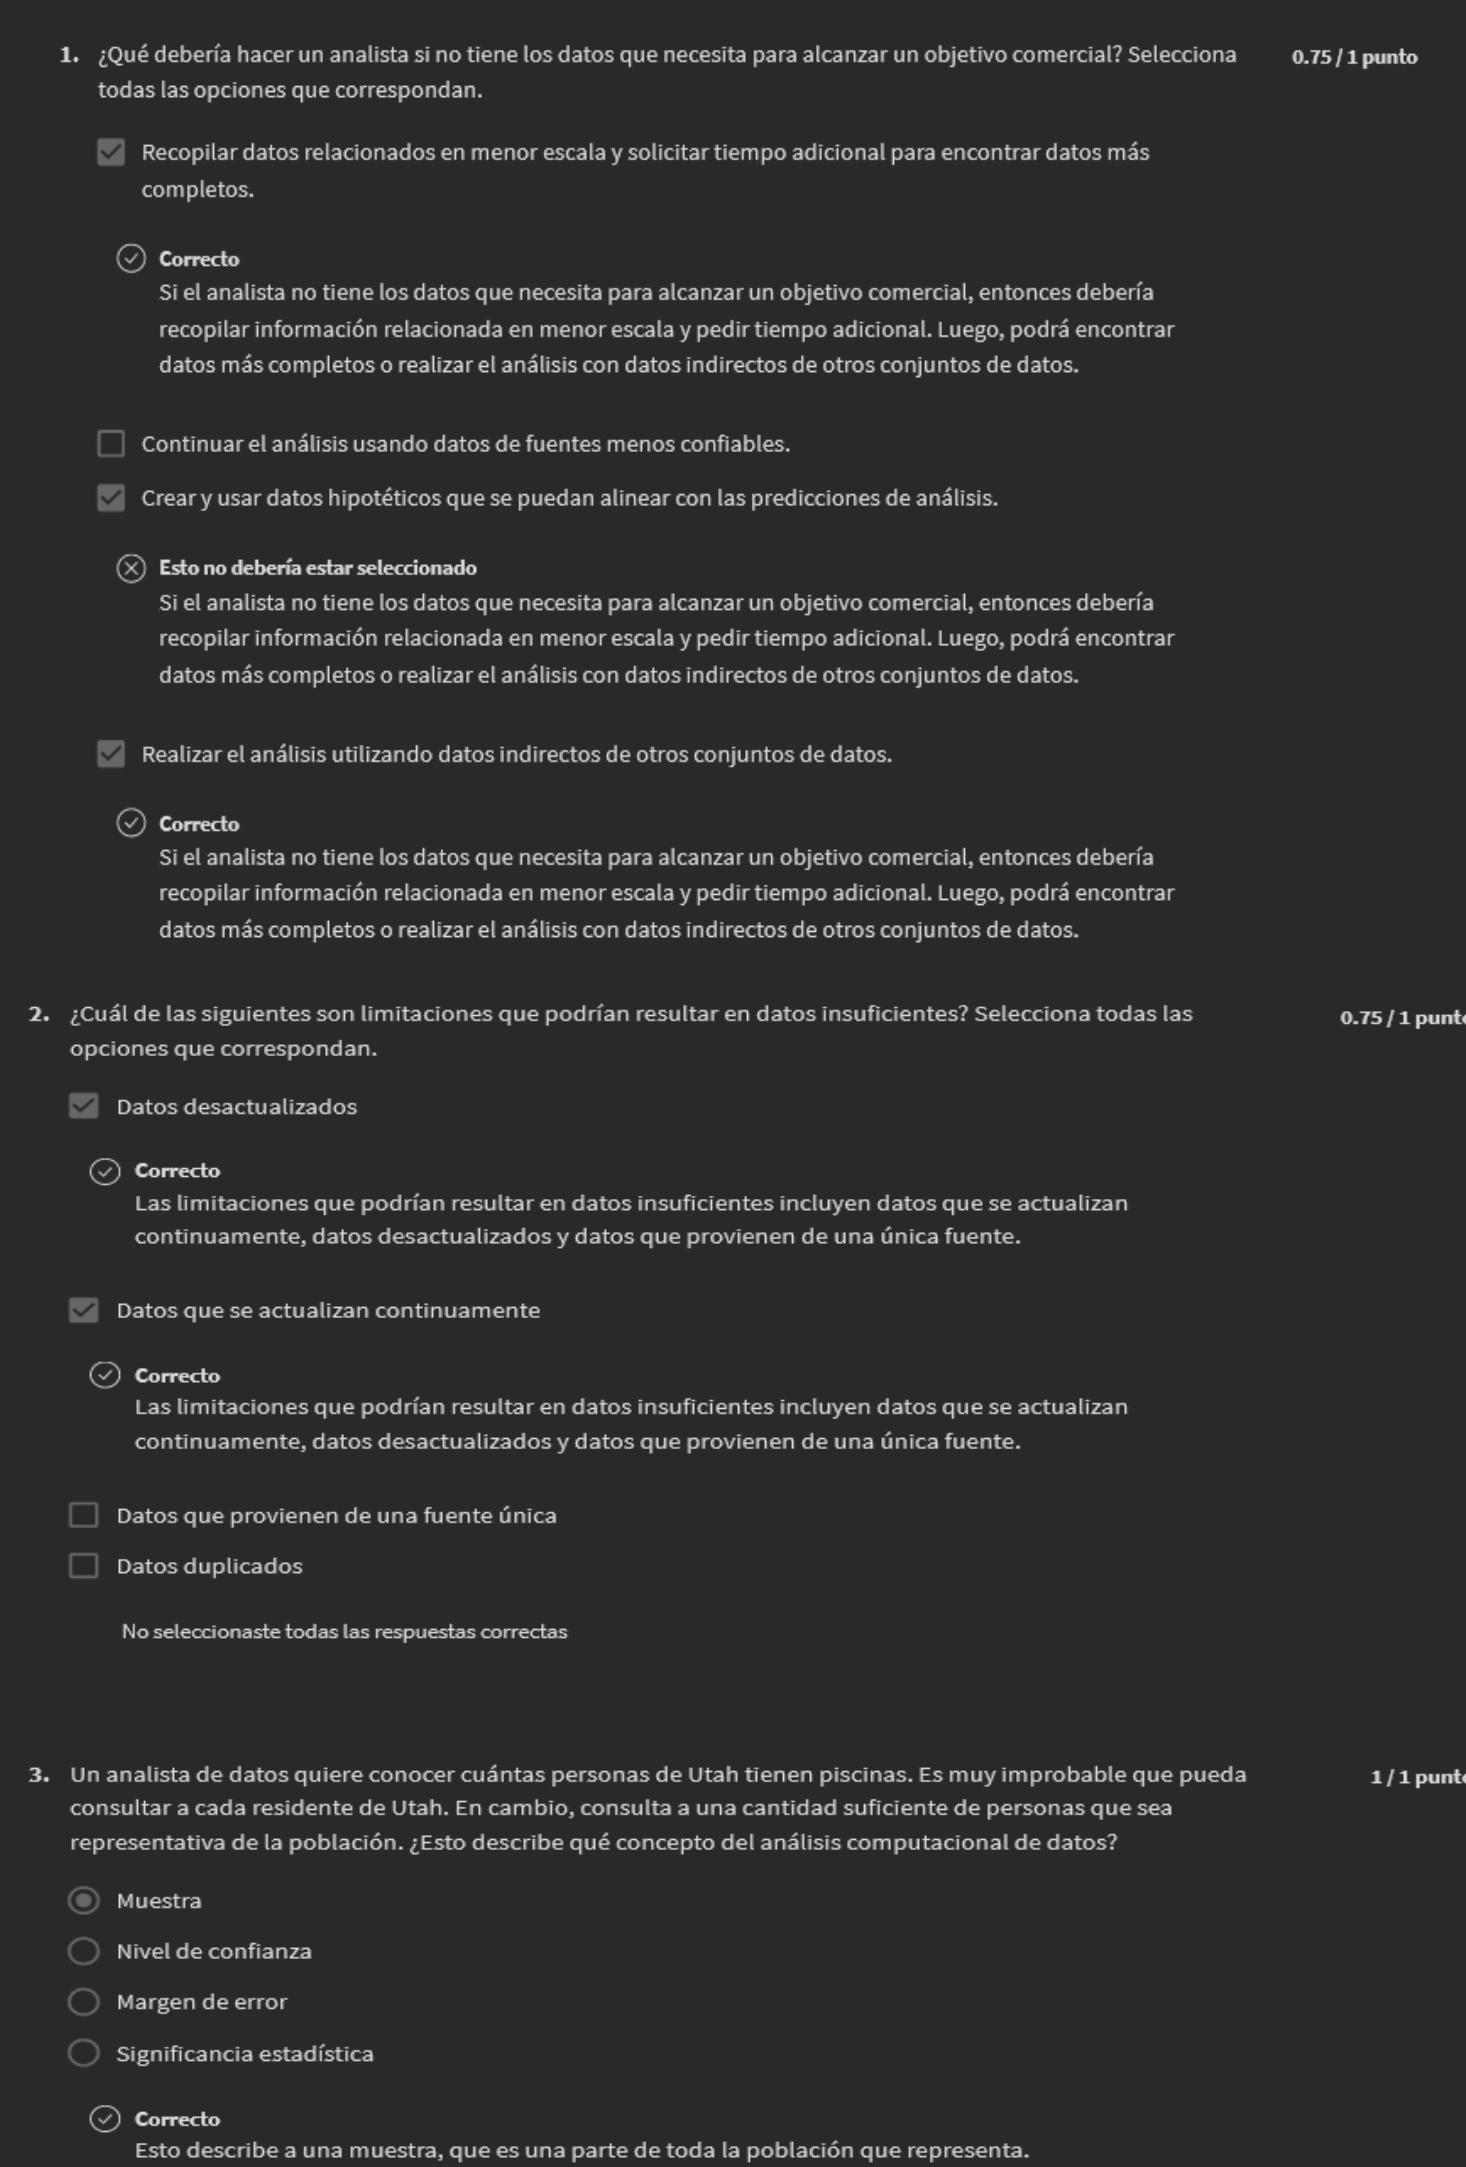 1. ¿Qué debería hacer un analista si no tiene los datos que necesita para alcanzar un objetivo comercial? Selecciona
0.75 / 1 punto
todas las opciones que correspondan.
Recopilar datos relacionados en menor escala y solicitar tiempo adicional para encontrar datos más
completos.
Correcto
Si el analista no tiene los datos que necesita para alcanzar un objetivo comercial, entonces debería
recopilar información relacionada en menor escala y pedir tiempo adicional. Luego, podrá encontrar
datos más completos o realizar el análisis con datos indirectos de otros conjuntos de datos.
Continuar el análisis usando datos de fuentes menos confiables.
Crear y usar datos hipotéticos que se puedan alinear con las predicciones de análisis.
Esto no debería estar seleccionado
Si el analista no tiene los datos que necesita para alcanzar un objetivo comercial, entonces debería
recopilar información relacionada en menor escala y pedir tiempo adicional. Luego, podrá encontrar
datos más completos o realizar el análisis con datos indirectos de otros conjuntos de datos.
Realizar el análisis utilizando datos indirectos de otros conjuntos de datos.
Correcto
Si el analista no tiene los datos que necesita para alcanzar un objetivo comercial, entonces debería
recopilar información relacionada en menor escala y pedir tiempo adicional. Luego, podrá encontrar
datos más completos o realizar el análisis con datos indirectos de otros conjuntos de datos.
2. ¿Cuál de las siguientes son limitaciones que podrían resultar en datos insuficientes? Selecciona todas las
0.75 / 1 punto
opciones que correspondan.
Datos desactualizados
Correcto
Las limitaciones que podrían resultar en datos insuficientes incluyen datos que se actualizan
continuamente, datos desactualizados y datos que provienen de una única fuente.
Datos que se actualizan continuamente
Correcto
Las limitaciones que podrían resultar en datos insuficientes incluyen datos que se actualizan
continuamente, datos desactualizados y datos que provienen de una única fuente.
Datos que provienen de una fuente única
Datos duplicados
No seleccionaste todas las respuestas correctas
3. Un analista de datos quiere conocer cuántas personas de Utah tienen piscinas. Es muy improbable que pueda
1 / 1 punto
consultar a cada residente de Utah. En cambio, consulta a una cantidad suficiente de personas que sea
representativa de la población. ¿Esto describe qué concepto del análisis computacional de datos?
Muestra
Nivel de confianza
Margen de error
Significancia estadística
Correcto
Esto describe a una muestra, que es una parte de toda la población que representa.